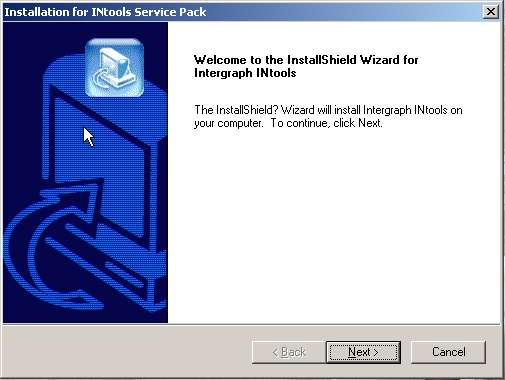 Installation for INtools Service Pack
Welcome to the InstallShield Wizard for
Intergraph INtools
The InstallShield? Wizard will install Intergraph INtools on
your computer. To continue, click Next.
< Back
Next >
Cancel